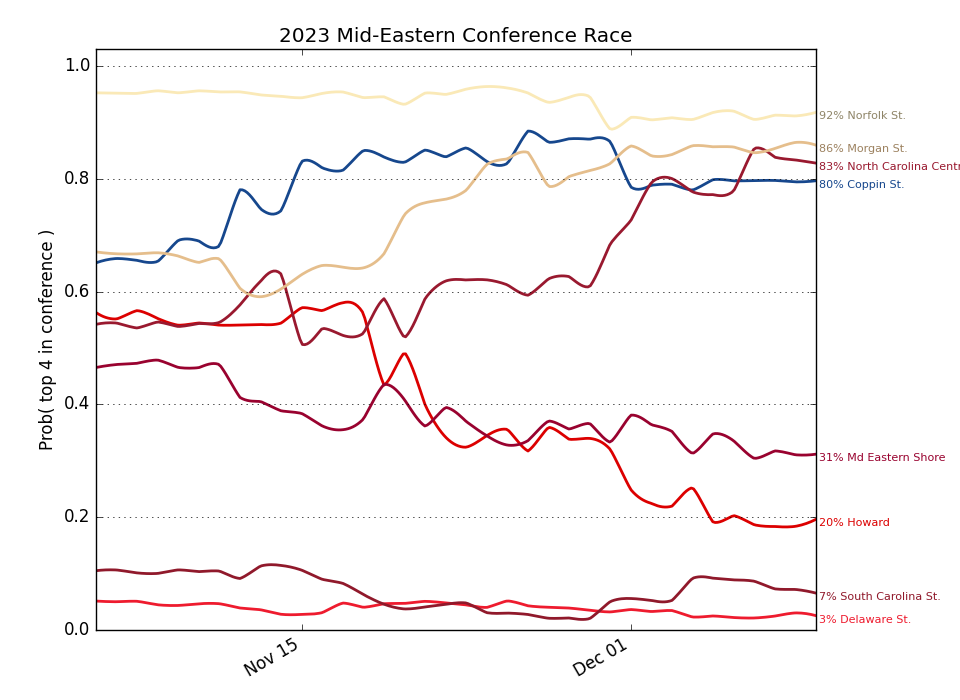 2023 Mid-Eastern Conference Race
Prob( top 4 in conference )
1.0
0.8
0.6
0.4
0.2
0.0
Nov 15
Dec 01
92% Norfolk St.
86% Morgan St.
83% North Carolina Centr
80% Coppin St.
31% Md Eastern Shore
20% Howard
7% South Carolina St.
3% Delaware St.